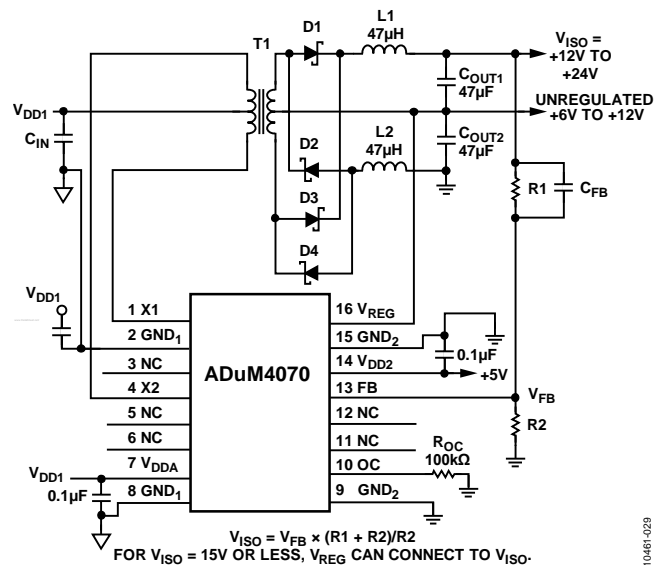 T1
D1
L1
47µH
V_ISO =
+12V TO
+24V
C_OUT1
47µF
UNREGULATED
+6V TO +12V
V_DD1
C_IN
D2
L2
47µH
C_OUT2
47µF
R1
C_FB
D3
D4
V_DD1
1 X1
2 GND_1
3 NC
4 X2
5 NC
6 NC
7 V_DDA
8 GND_1
ADuM4070
16 V_REG
15 GND_2
14 V_DD2
13 FB
12 NC
11 NC
10 OC
9 GND_2
0.1µF
+5V
V_FB
R2
R_OC
100kΩ
V_DD1
0.1µF
V_ISO = V_FB × (R1 + R2)/R2
FOR V_ISO = 15V OR LESS, V_REG CAN CONNECT TO V_ISO.
10461-029